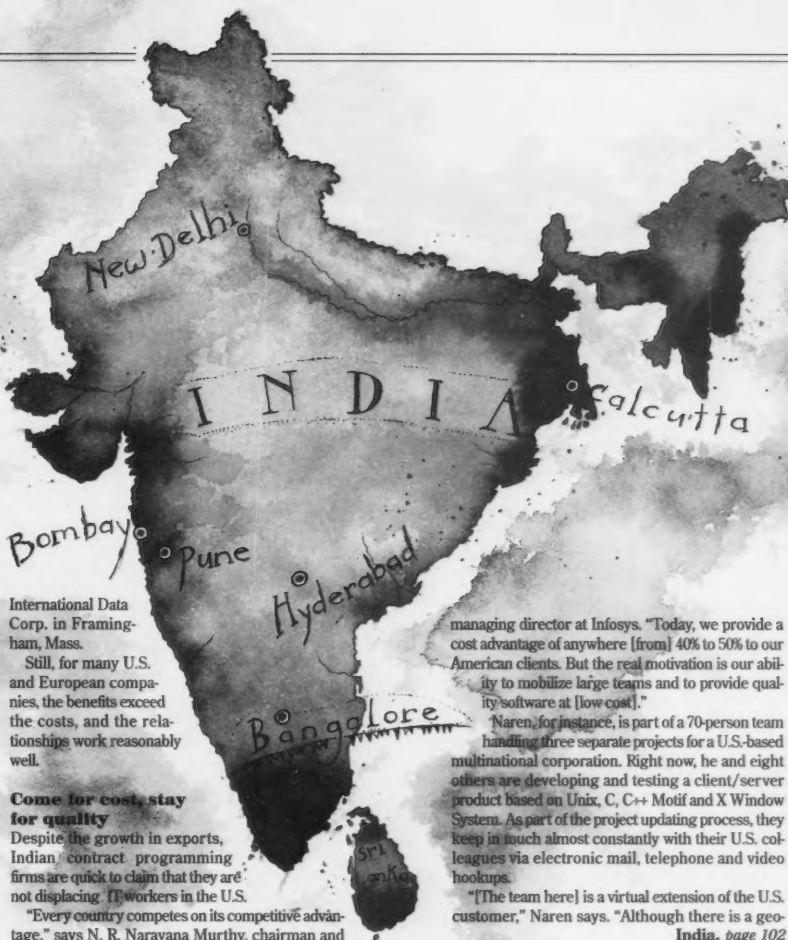 New Delhi
INDIA
Calcutta
Bombay
Pune
Hyderabad
Bangalore
Sri
anka
International Data
Corp. in Framing-
ham, Mass.
Still, for many U.S.
and European compa-
nies, the benefits exceed
the costs, and the rela-
tionships work reasonably
well.
Come for cost, stay
for quality
Despite the growth in exports,
Indian contract programming
firms are quick to claim that they are
not displacing IT workers in the U.S.
"Every country competes on its competitive advan-
tage," says N. R. Narayana Murthy, chairman and
managing director at Infosys. "Today, we provide a
cost advantage of anywhere [from] 40% to 50% to our
American clients. But the real motivation is our abil-
ity to mobilize large teams and to provide qual-
ity software at [low cost]."
Naren, for instance, is part of a 70-person team
handling three separate projects for a U.S.-based
multinational corporation. Right now, he and eight
others are developing and testing a client/server
product based on Unix, C, C++ Motif and X Window
System. As part of the project updating process, they
keep in touch almost constantly with their U.S. col-
leagues via electronic mail, telephone and video
hookups.
"[The team here] is a virtual extension of the U.S.
customer," Naren says. "Although there is a geo-
India, page 102